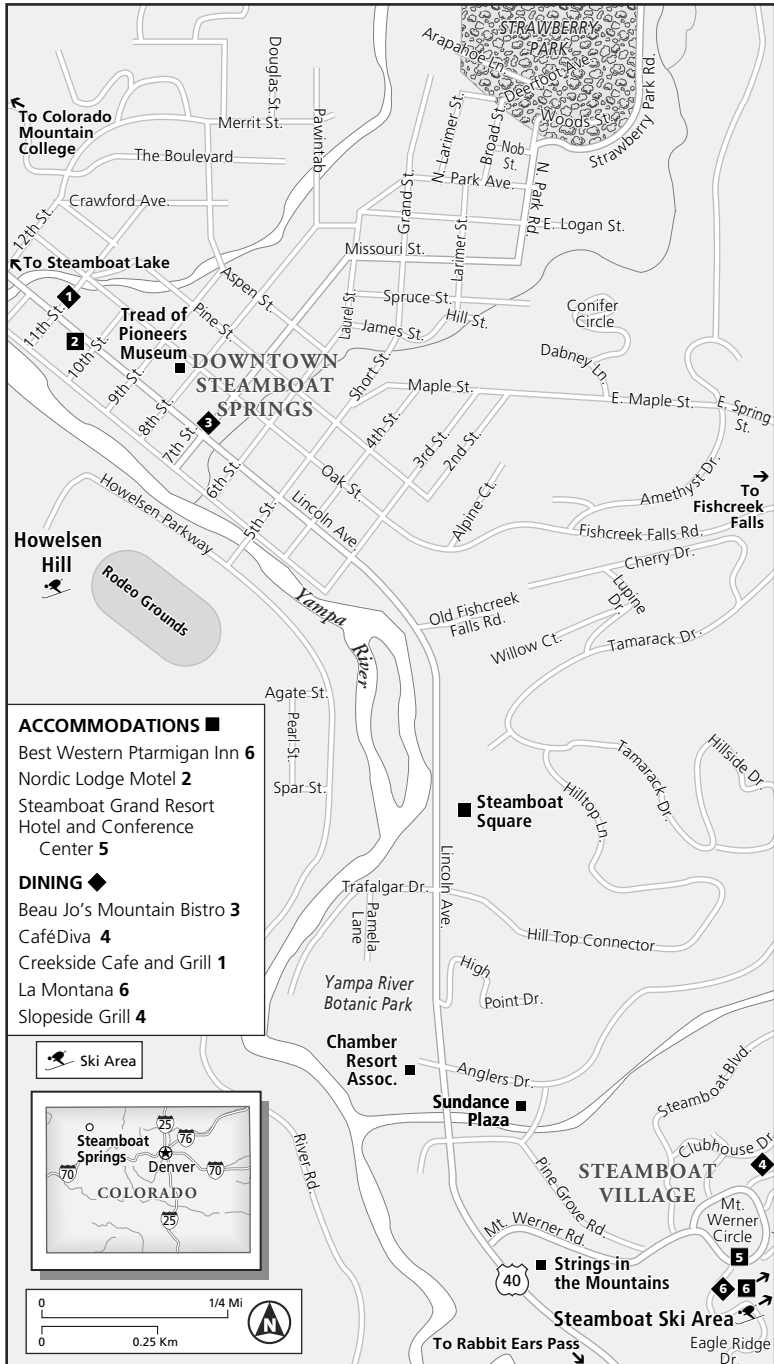 STRAWBERRY
PARK
Arapahoe Ln.
Deerfoot Ave.
Woods St.
Strawberry Park Rd.
Douglas St.
Pawintab
To Colorado
Mountain
College
Merrit St.
The Boulevard
Crawford Ave.
N. Larimer St.
Broad St.
Nob
St.
N. Park Rd.
Park Ave.
Grand St.
12th St.
E. Logan St.
Missouri St.
Larimer St.
To Steamboat Lake
Aspen St.
1
11th St.
Tread of
Pioneers
Museum
Pine St.
Laurel St.
Spruce St.
Hill St.
James St.
Conifer
Circle
2
10th St.
DOWNTOWN
STEAMBOAT
SPRINGS
Short St.
Dabney Ln.
9th St.
8th St.
3
7th St.
Maple St.
E. Maple St.
E. Spring
St.
4th St.
3rd St.
2nd St.
6th St.
Oak St.
Lincoln Ave.
5th St.
Alpine Ct.
Amethyst Dr.
To
Fishcreek
Falls
Howelsen Parkway
Fishcreek Falls Rd.
Howelsen
Hill
Rodeo Grounds
Cherry Dr.
Lupine
Dr.
Yampa
River
Old Fishcreek
Falls Rd.
Willow Ct.
Tamarack Dr.
Agate St.
Pearl St.
Spar St.
Tamarack Dr.
Hillside Dr.
Hilltop Ln.
Steamboat
Square
ACCOMMODATIONS
Best Western Ptarmigan Inn 6
Nordic Lodge Motel 2
Steamboat Grand Resort
Hotel and Conference
Center 5
DINING
Beau Jo's Mountain Bistro 3
CaféDiva 4
Creekside Cafe and Grill 1
La Montana 6
Slopeside Grill 4
Lincoln Ave.
Trafalgar Dr.
Pamela
Lane
Hill Top Connector
High
Point Dr.
Yampa River
Botanic Park
Chamber
Resort
Assoc.
Anglers Dr.
Sundance
Plaza
Steamboat Blvd.
Clubhouse Dr.
4
Ski Area
Steamboat
Springs
25
76
70
Denver
70
COLORADO
25
River Rd.
STEAMBOAT
VILLAGE
Pine Grove Rd.
Mt. Werner Rd.
Mt.
Werner
Circle
5
6
6
40
Strings in
the Mountains
Steamboat Ski Area
Eagle Ridge
Dr.
To Rabbit Ears Pass
0
1/4 Mi
0
0.25 Km
N